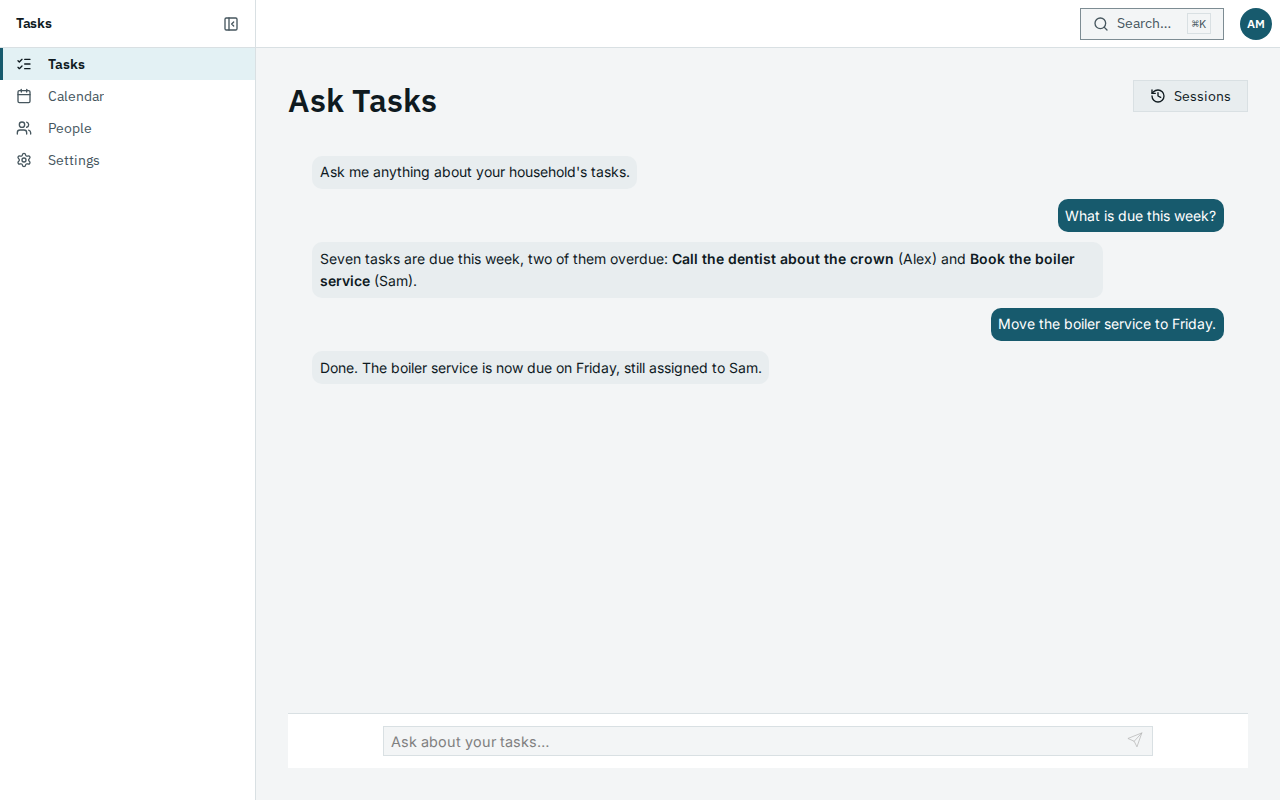 Tasks
Search...
⌘K
AM
Tasks
Calendar
People
Settings
Ask Tasks
Sessions
Ask me anything about your household's tasks.
What is due this week?
Seven tasks are due this week, two of them overdue: Call the dentist about the crown (Alex) and Book the boiler
service (Sam).
Move the boiler service to Friday.
Done. The boiler service is now due on Friday, still assigned to Sam.
Ask about your tasks...